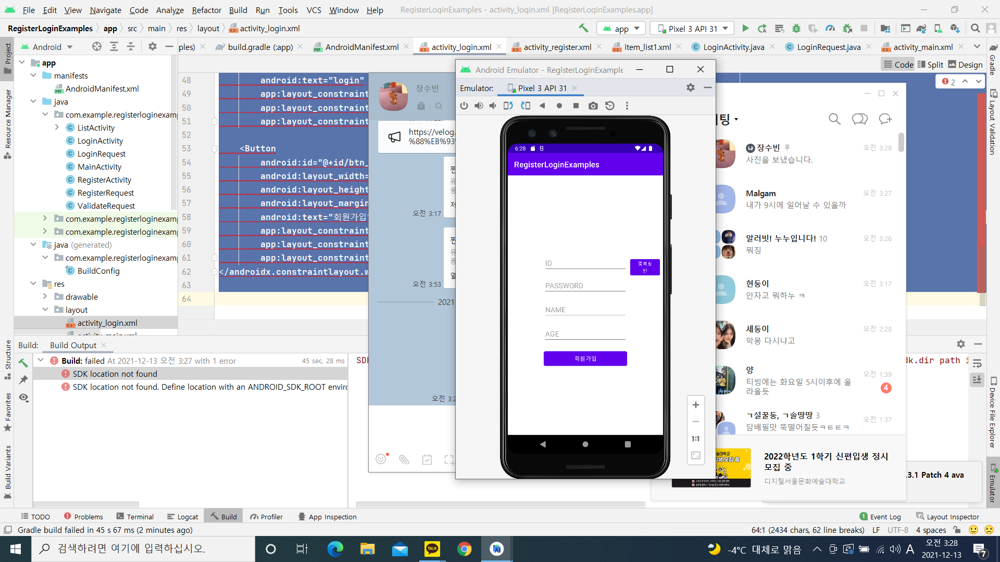 File Edit View Navigate Code Analyze Refactor Build Run Tools VCS Window Help RegisterLoginExamples - activity_login.xml [RegisterLoginExamples.app]
RegisterLoginExamples app src main res layout activity_login.xml app Pixel 3 API 31
Android ples) build.gradle (:app) AndroidManifest.xml activity_login.xml activity_register.xml item_list1.xml LoginActivity.java LoginRequest.java activity_main.xml
Code Split Design
2
Project
Resource Manager
Structure
Favorites
Build Variants
app
manifests
AndroidManifest.xml
java
com.example.registerloginexam
ListActivity
LoginActivity
LoginRequest
MainActivity
RegisterActivity
RegisterRequest
ValidateRequest
com.example.registerloginexam
com.example.registerloginexam
java (generated)
com.example.registerloginexam
BuildConfig
res
drawable
layout
activity_login.xml
48 android:text="login"
49 app:layout_constraint
50 app:layout_constraint
51 app:layout_constraint
52
53 <Button
54 android:id="@+id/btn_
55 android:layout_width=
56 android:layout_height
57 android:layout_margin
58 android:text="회원가입"
59 app:layout_constraint
60 app:layout_constraint
61 app:layout_constraint
62 </androidx.constraintlayout.w
63
64
장수빈
https://velog.
%88%EB%93%
오전 3:17
오전 3:53
2021
Android Emulator - RegisterLoginExample
Emulator: Pixel 3 API 31
6:28
RegisterLoginExamples
ID
중복확
인
PASSWORD
NAME
AGE
회원가입
1:1
팅
나 장수빈 오전 3:28
사진을 보냈습니다.
Malgam 오전 3:27
내가 9시에 일어날 수 있을까
알러빗! 누누입니다! 10 오전 3:26
뭐징
현둥이 오전 3:17
안자고 뭐하누 ㅋ
세둥이 오전 2:28
악몽 다시냐고
양 오전 1:39
티빙에는 화요일 5시이후에 올
라올듯 4
ㄱ설꿀둥, ㄱ솔땅땅 3 오전 1:37
담배필맛 뚝떨어질듯ㅋㅌㅌㅋ
2022학년도 1학기 신편입생 정시
모집 중
디지털서울문화예술대학교
.3.1 Patch 4 ava
Gradle
Layout Validation
Device File Explorer
Emulator
Build: Build Output
Build: failed At 2021-12-13 오전 3:27 with 1 error 45 sec, 28 ms
SDK location not found
SDK location not found. Define location with an ANDROID_SDK_ROOT enviro
dk.dir path i
TODO Problems Terminal Logcat Build Profiler App Inspection 1 Event Log Layout Inspector
Gradle build failed in 45 s 67 ms (2 minutes ago) 64:1 (2434 chars, 62 line breaks) LF UTF-8 4 spaces
검색하려면 여기에 입력하십시오. TALK -4°C 대체로 맑음 A 오전 3:28
2021-12-13 7